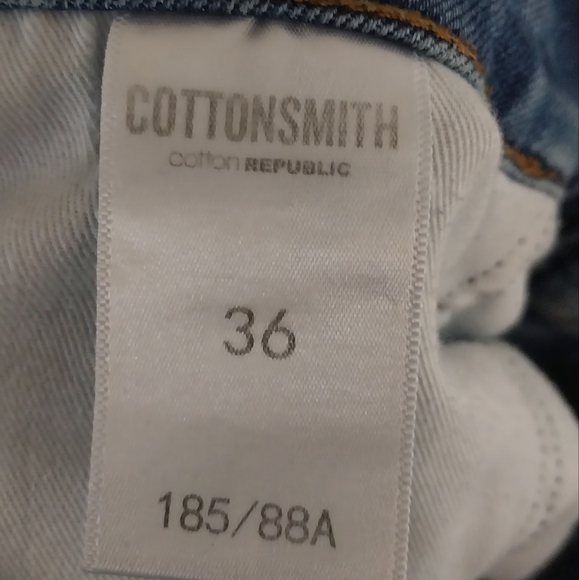 COTTONSMITH
cotton REPUBLIC
36
185/88A